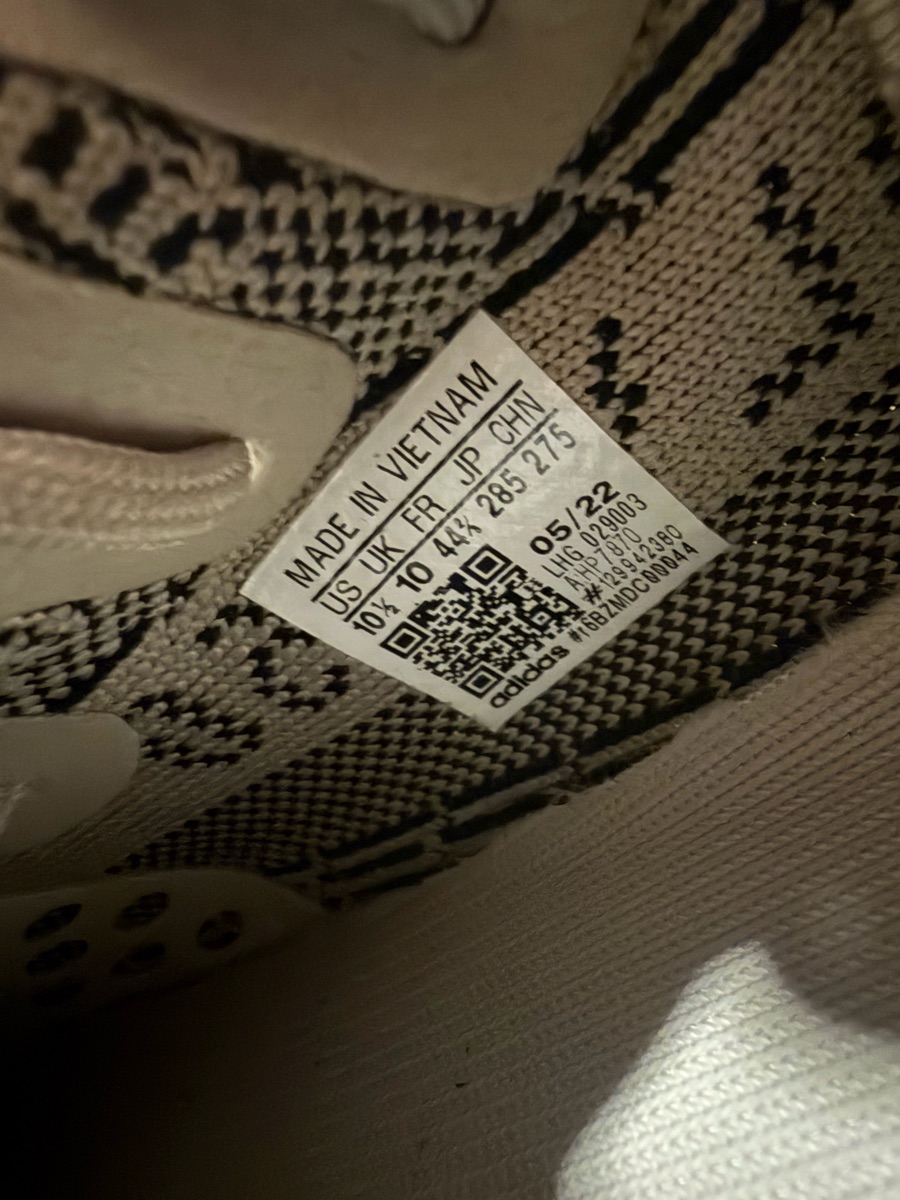 MADE IN VIETNAM
US UK FR JP CHN
10½ 10 44⅔ 285 275
05/22
LHG 029003
AHP7870
#129942380
#16BZMDC00044
adidas